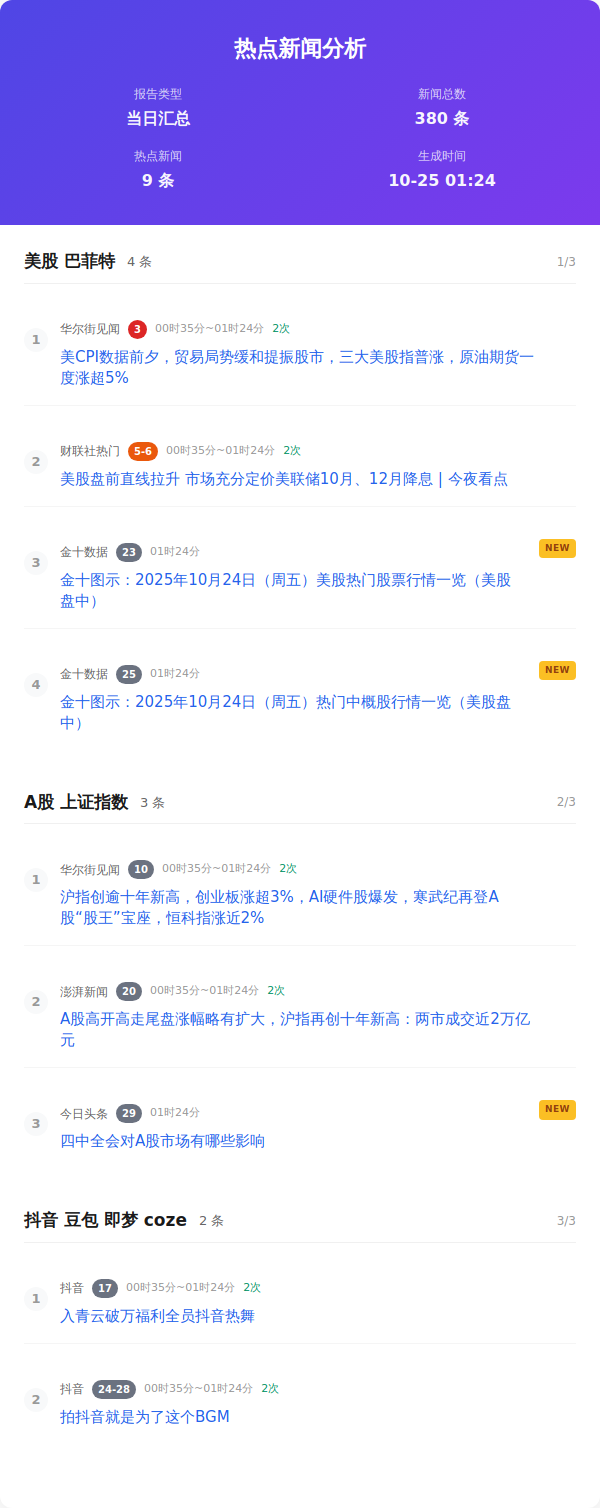 热点新闻分析
报告类型
新闻总数
当日汇总
380 条
热点新闻
生成时间
9 条
10-25 01:24
美股 巴菲特 4 条 1/3
1
华尔街见闻 3 00时35分~01时24分 2次
美CPI数据前夕，贸易局势缓和提振股市，三大美股指普涨，原油期货一
度涨超5%
2
财联社热门 5-6 00时35分~01时24分 2次
美股盘前直线拉升 市场充分定价美联储10月、12月降息 | 今夜看点
3
金十数据 23 01时24分 NEW
金十图示：2025年10月24日（周五）美股热门股票行情一览（美股
盘中）
4
金十数据 25 01时24分 NEW
金十图示：2025年10月24日（周五）热门中概股行情一览（美股盘
中）
A股 上证指数 3 条 2/3
1
华尔街见闻 10 00时35分~01时24分 2次
沪指创逾十年新高，创业板涨超3%，AI硬件股爆发，寒武纪再登A
股“股王”宝座，恒科指涨近2%
2
澎湃新闻 20 00时35分~01时24分 2次
A股高开高走尾盘涨幅略有扩大，沪指再创十年新高：两市成交近2万亿
元
3
今日头条 29 01时24分 NEW
四中全会对A股市场有哪些影响
抖音 豆包 即梦 coze 2 条 3/3
1
抖音 17 00时35分~01时24分 2次
入青云破万福利全员抖音热舞
2
抖音 24-28 00时35分~01时24分 2次
拍抖音就是为了这个BGM